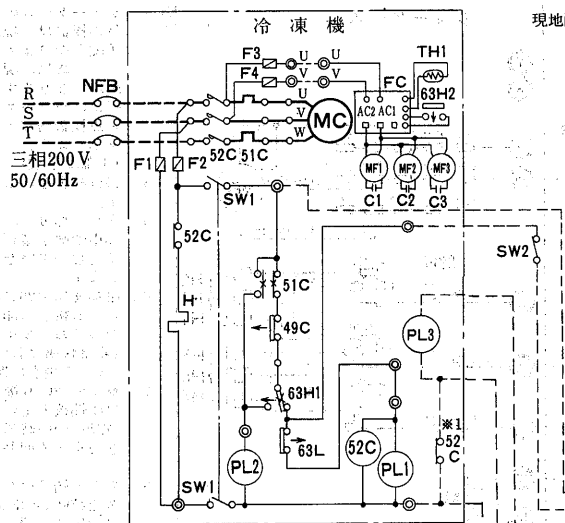 冷凍機
現地
F3 U U
F4 V V
TH1
FC
63H2
NFB
R
S
T
U
V
W
MC
AC2 AC1
52C 51C
三相200V
50/60Hz
F1 F2
MF1 MF2 MF3
C1 C2 C3
SW1
52C
SW2
51C
H
49C
PL3
63H1
63L
※1
52
C
52C
PL2
PL1
SW1